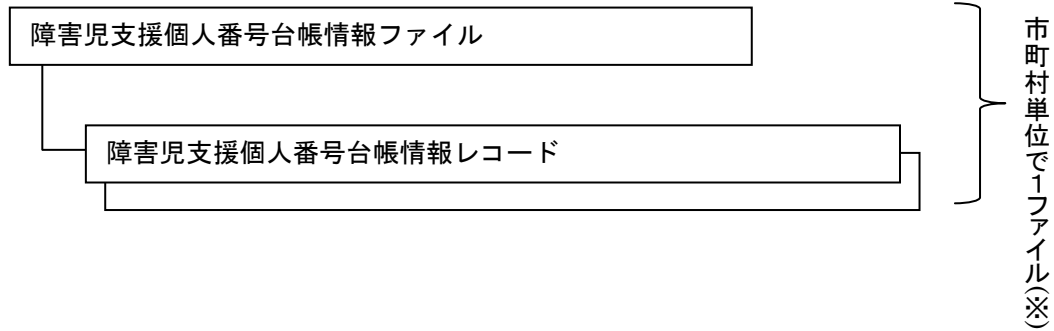 障害児支援個人番号台帳情報ファイル
障害児支援個人番号台帳情報レコード
市町村単位で1ファイル(※)